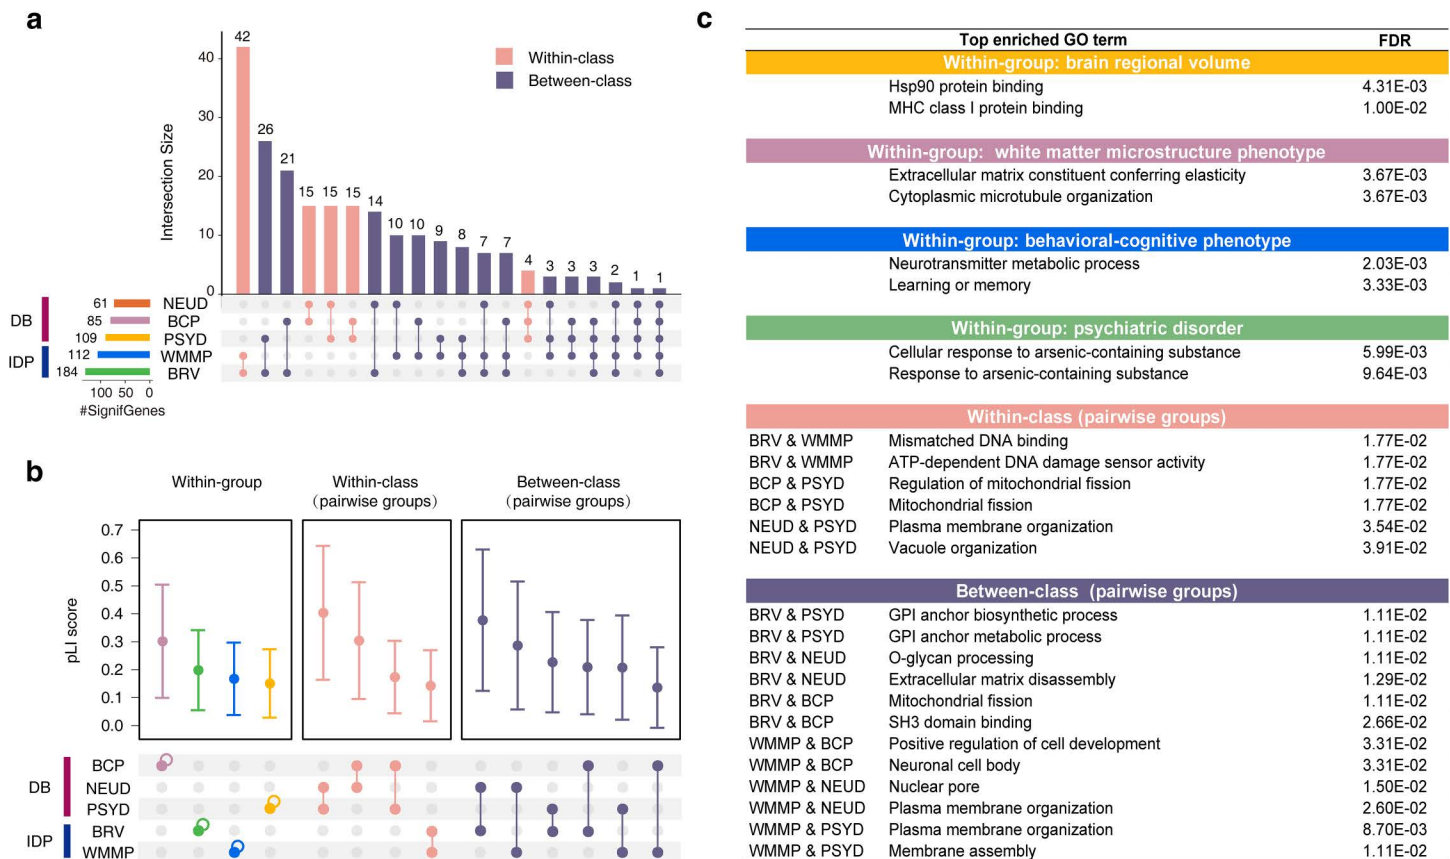 a
42
26
21
15
15
15
14
10
10
9
8
7
7
4
3
3
3
2
1
1
Within-class
Between-class
Intersection Size
40
30
20
10
0
DB
IDP
61 NEUD
85 BCP
109 PSYD
112 WMMP
184 BRV
100 50 0
#SignifGenes
b
Within-group
Within-class
(pairwise groups)
Between-class
(pairwise groups)
pLI score
0.7
0.6
0.5
0.4
0.3
0.2
0.1
0.0
DB
IDP
BCP
NEUD
PSYD
BRV
WMMP
c
Top enriched GO term FDR
Within-group: brain regional volume
Hsp90 protein binding 4.31E-03
MHC class I protein binding 1.00E-02
Within-group: white matter microstructure phenotype
Extracellular matrix constituent conferring elasticity 3.67E-03
Cytoplasmic microtubule organization 3.67E-03
Within-group: behavioral-cognitive phenotype
Neurotransmitter metabolic process 2.03E-03
Learning or memory 3.33E-03
Within-group: psychiatric disorder
Cellular response to arsenic-containing substance 5.99E-03
Response to arsenic-containing substance 9.64E-03
Within-class (pairwise groups)
BRV & WMMP Mismatched DNA binding 1.77E-02
BRV & WMMP ATP-dependent DNA damage sensor activity 1.77E-02
BCP & PSYD Regulation of mitochondrial fission 1.77E-02
BCP & PSYD Mitochondrial fission 1.77E-02
NEUD & PSYD Plasma membrane organization 3.54E-02
NEUD & PSYD Vacuole organization 3.91E-02
Between-class (pairwise groups)
BRV & PSYD GPI anchor biosynthetic process 1.11E-02
BRV & PSYD GPI anchor metabolic process 1.11E-02
BRV & NEUD O-glycan processing 1.11E-02
BRV & NEUD Extracellular matrix disassembly 1.29E-02
BRV & BCP Mitochondrial fission 1.11E-02
BRV & BCP SH3 domain binding 2.66E-02
WMMP & BCP Positive regulation of cell development 3.31E-02
WMMP & BCP Neuronal cell body 3.31E-02
WMMP & NEUD Nuclear pore 1.50E-02
WMMP & NEUD Plasma membrane organization 2.60E-02
WMMP & PSYD Plasma membrane organization 8.70E-03
WMMP & PSYD Membrane assembly 1.11E-02